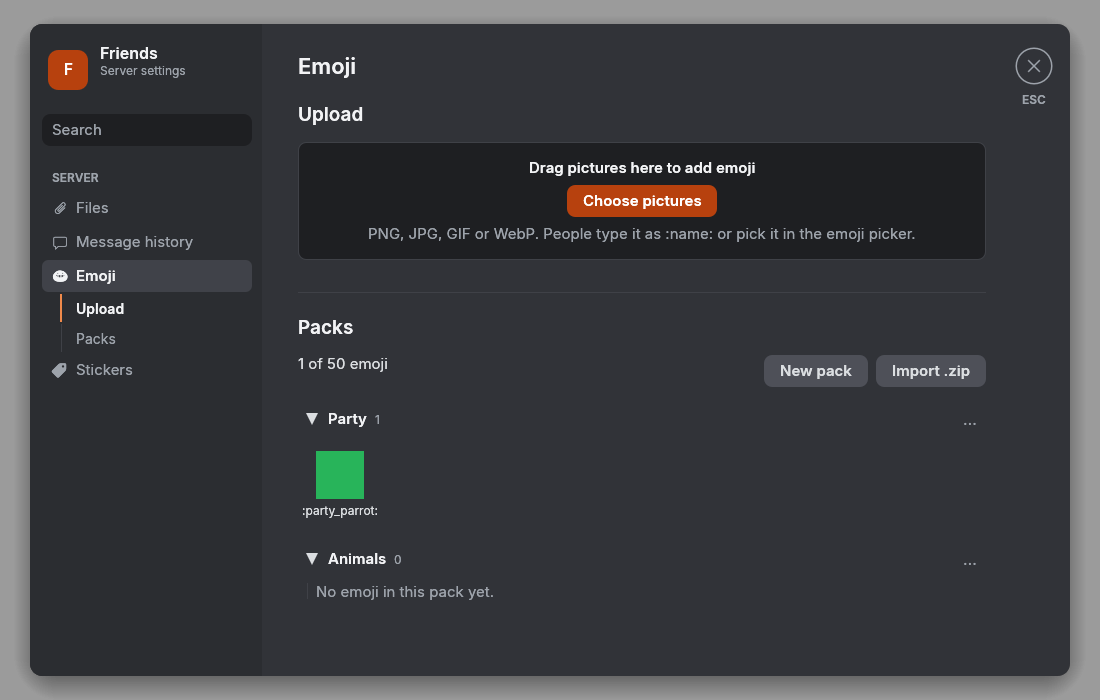 F
Friends
Server settings
Search
SERVER
Files
Message history
Emoji
Upload
Packs
Stickers
Emoji
ESC
Upload
Drag pictures here to add emoji
Choose pictures
PNG, JPG, GIF or WebP. People type it as :name: or pick it in the emoji picker.
Packs
1 of 50 emoji
New pack
Import .zip
Party 1
...
:party_parrot:
Animals 0
...
No emoji in this pack yet.